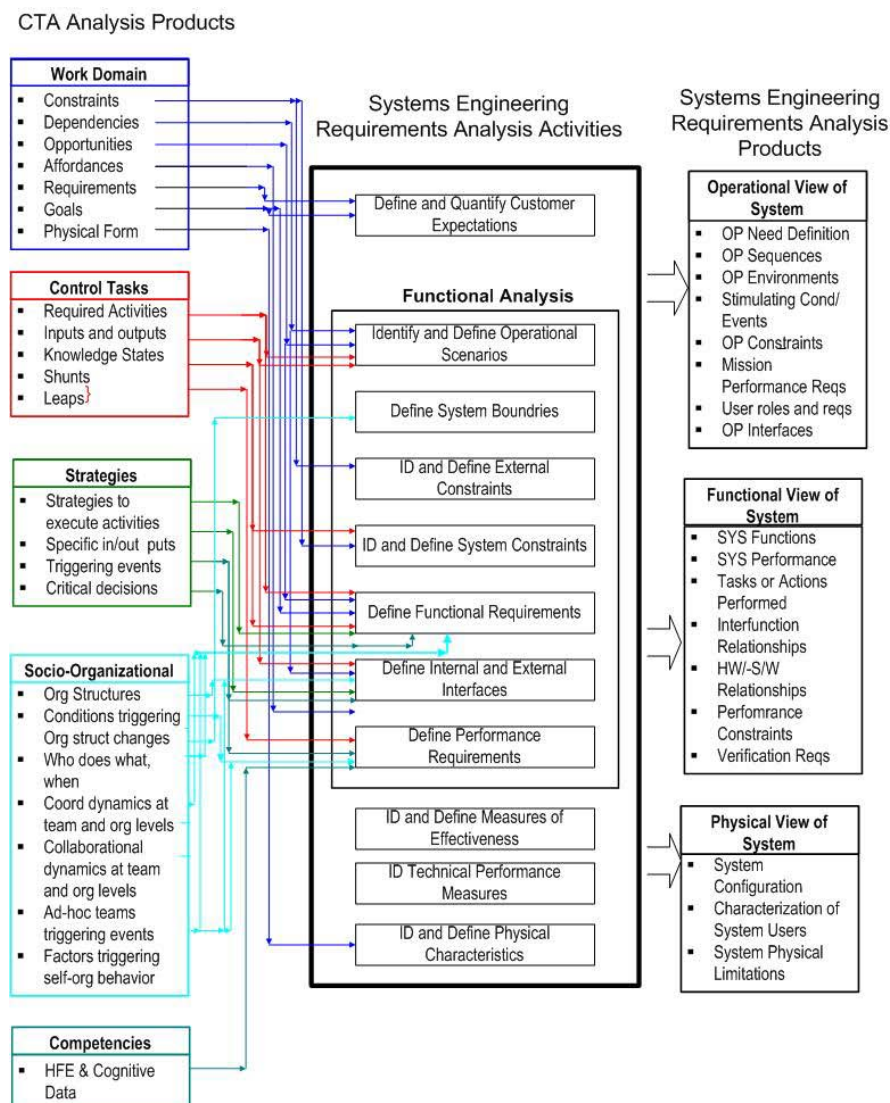 CTA Analysis Products
Work Domain
▪ Constraints
▪ Dependencies
▪ Opportunities
▪ Affordances
▪ Requirements
▪ Goals
▪ Physical Form
Control Tasks
▪ Required Activities
▪ Inputs and outputs
▪ Knowledge States
▪ Shunts
▪ Leaps}
Strategies
▪ Strategies to
execute activities
▪ Specific in/out puts
▪ Triggering events
▪ Critical decisions
Socio-Organizational
▪ Org Structures
▪ Conditions triggering
Org struct changes
▪ Who does what,
when
▪ Coord dynamics at
team and org levels
▪ Collaborational
dynamics at team
and org levels
▪ Ad-hoc teams
triggering events
▪ Factors triggering
self-org behavior
Competencies
▪ HFE & Cognitive
Data
Systems Engineering
Requirements Analysis Activities
Define and Quantify Customer
Expectations
Functional Analysis
Identify and Define Operational
Scenarios
Define System Boundries
ID and Define External
Constraints
ID and Define System Constraints
Define Functional Requirements
Define Internal and External
Interfaces
Define Performance
Requirements
ID and Define Measures of
Effectiveness
ID Technical Performance
Measures
ID and Define Physical
Characteristics
Systems Engineering
Requirements Analysis
Products
Operational View of
System
▪ OP Need Definition
▪ OP Sequences
▪ OP Environments
▪ Stimulating Cond/
Events
▪ OP Constraints
▪ Mission
Performance Reqs
▪ User roles and reqs
▪ OP Interfaces
Functional View of
System
▪ SYS Functions
▪ SYS Performance
▪ Tasks or Actions
Performed
▪ Interfunction
Relationships
▪ HW/-S/W
Relationships
▪ Perfomrance
Constraints
▪ Verification Reqs
Physical View of
System
▪ System
Configuration
▪ Characterization of
System Users
▪ System Physical
Limitations